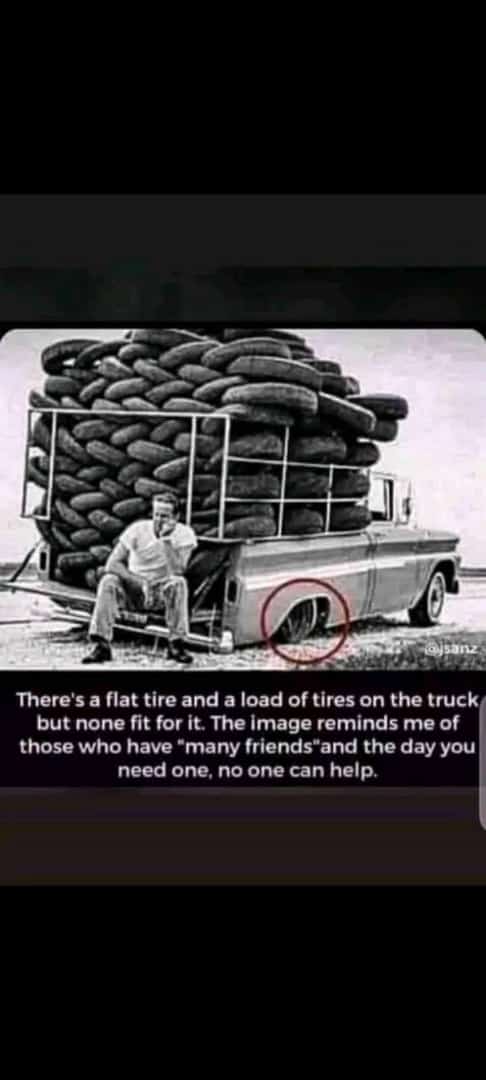 @jsanz
There's a flat tire and a load of tires on the truck
but none fit for it. The image reminds me of
those who have "many friends"and the day you
need one, no one can help.